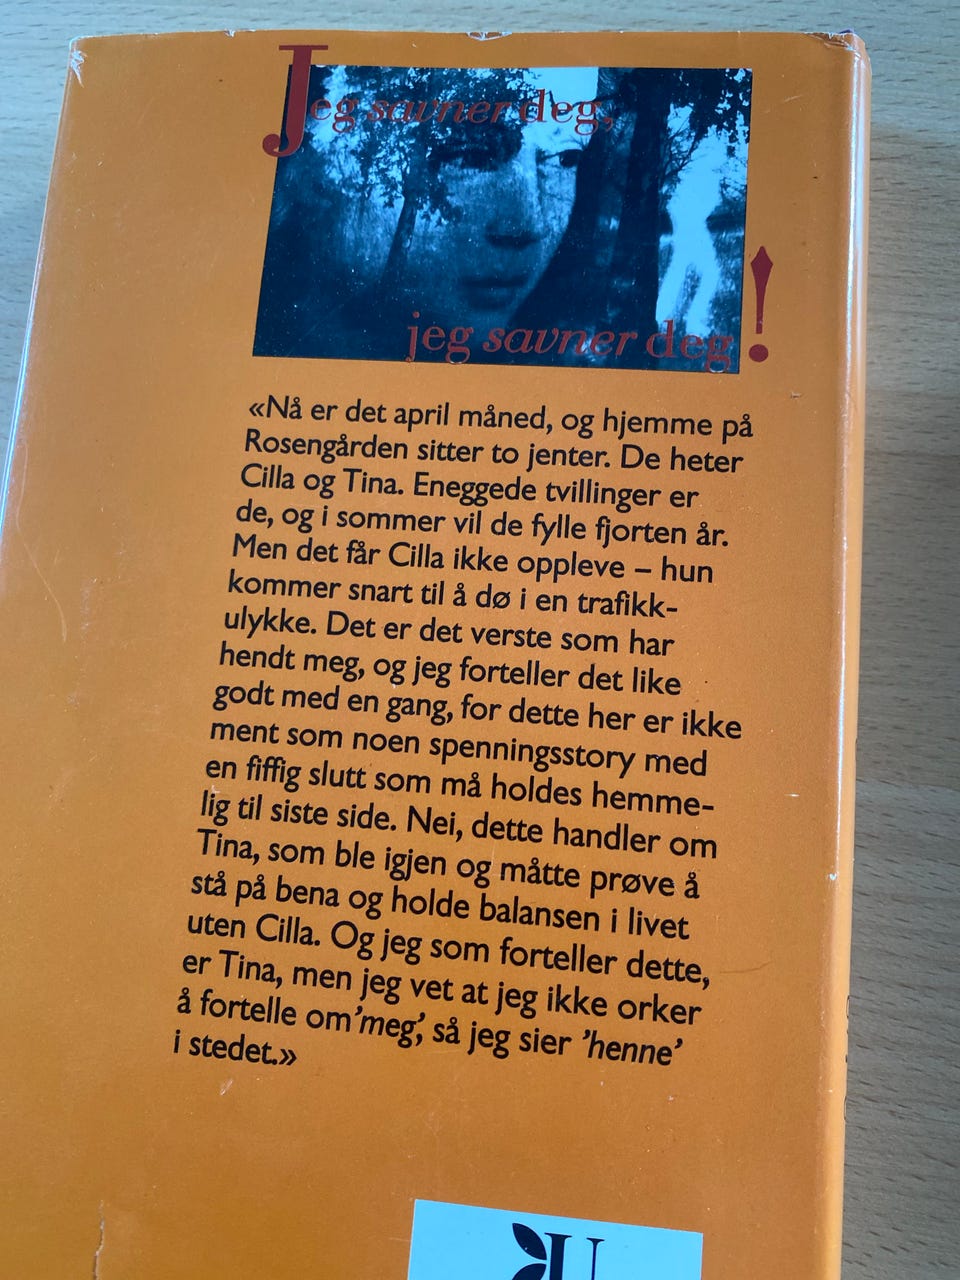 Jeg savner deg,
jeg savner deg!
«Nå er det april måned, og hjemme på
Rosengården sitter to jenter. De heter
Cilla og Tina. Eneggede tvillinger er
de, og i sommer vil de fylle fjorten år.
Men det får Cilla ikke oppleve – hun
kommer snart til å dø i en trafikk-
ulykke. Det er det verste som har
hendt meg, og jeg forteller det like
godt med en gang, for dette her er ikke
ment som noen spenningsstory med
en fiffig slutt som må holdes hemme-
lig til siste side. Nei, dette handler om
Tina, som ble igjen og måtte prøve å
stå på bena og holde balansen i livet
uten Cilla. Og jeg som forteller dette,
er Tina, men jeg vet at jeg ikke orker
å fortelle om 'meg', så jeg sier 'henne'
i stedet.»
U